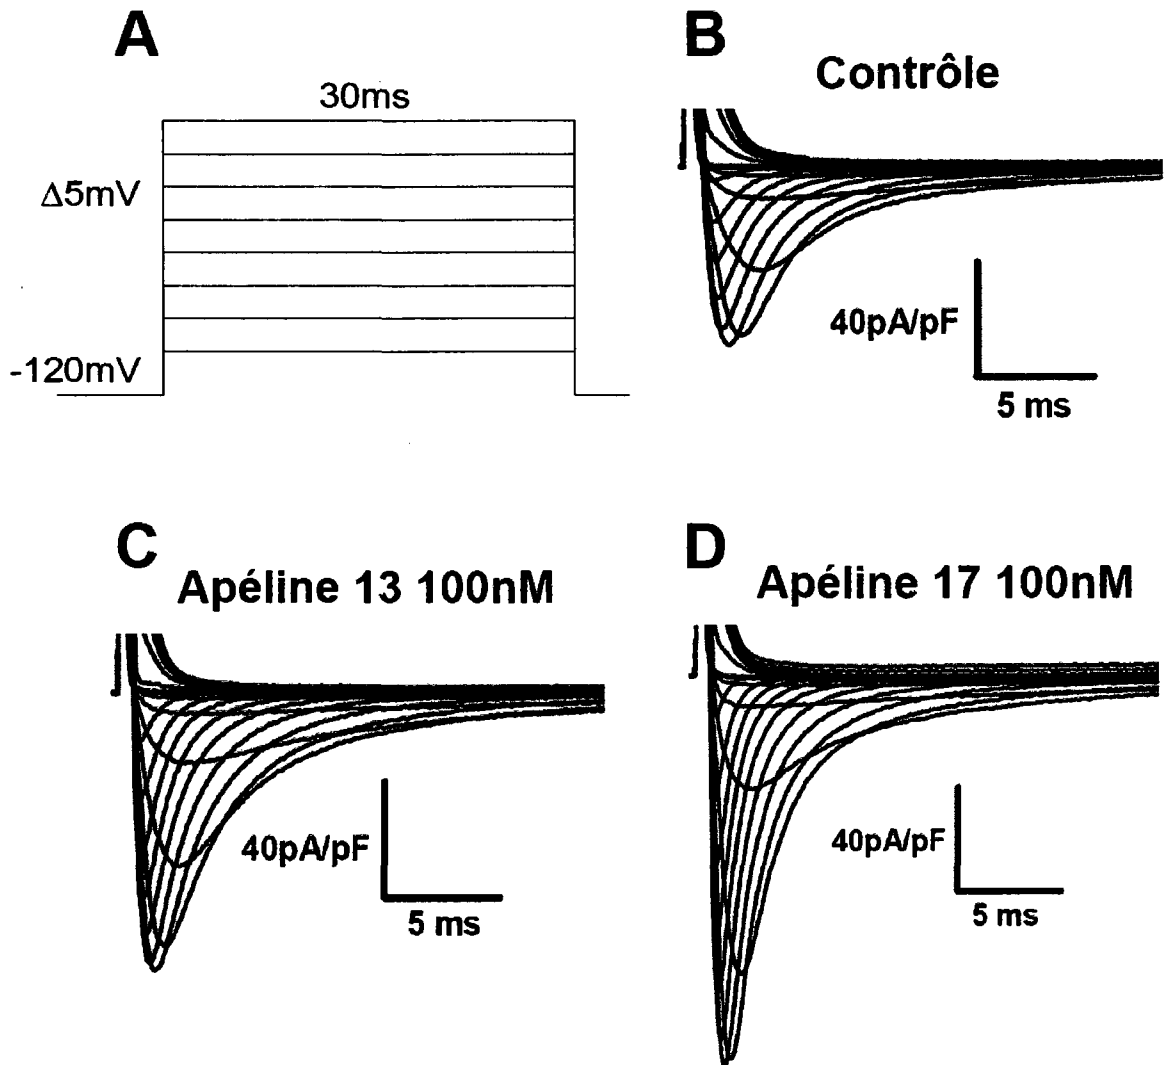 A
30ms
Δ5mV
-120mV
B
Contrôle
40pA/pF
5 ms
C
Apéline 13 100nM
40pA/pF
5 ms
D
Apéline 17 100nM
40pA/pF
5 ms